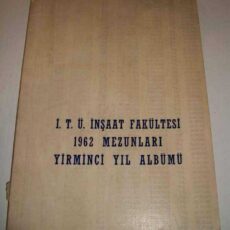 İ. T. Ü. İNŞAAT FAKÜLTESİ
1962 MEZUNLARI
YİRMİNCİ YIL ALBÜMÜ